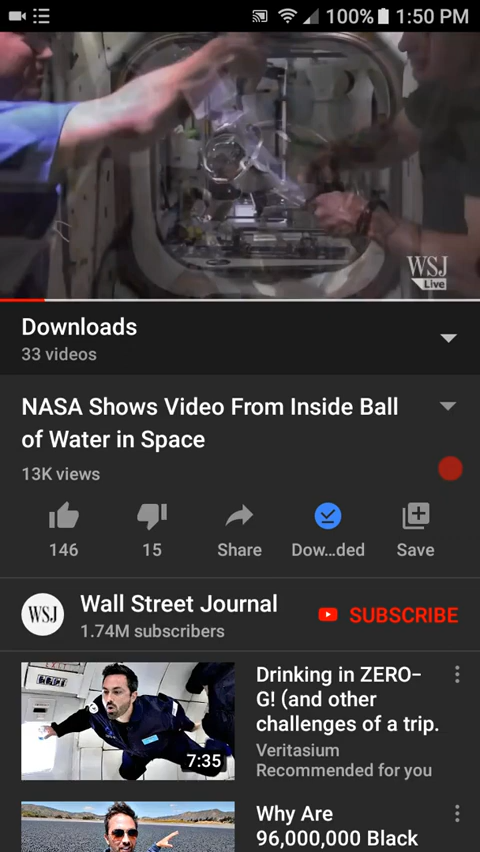 100% 1:50 PM
WSJ
Live
Downloads
33 videos
NASA Shows Video From Inside Ball
of Water in Space
13K views
146
15
Share
Dow...ded
Save
WSJ
Wall Street Journal
1.74M subscribers
SUBSCRIBE
Drinking in ZERO-
G! (and other
challenges of a trip.
Veritasium
Recommended for you
7:35
Why Are
96,000,000 Black